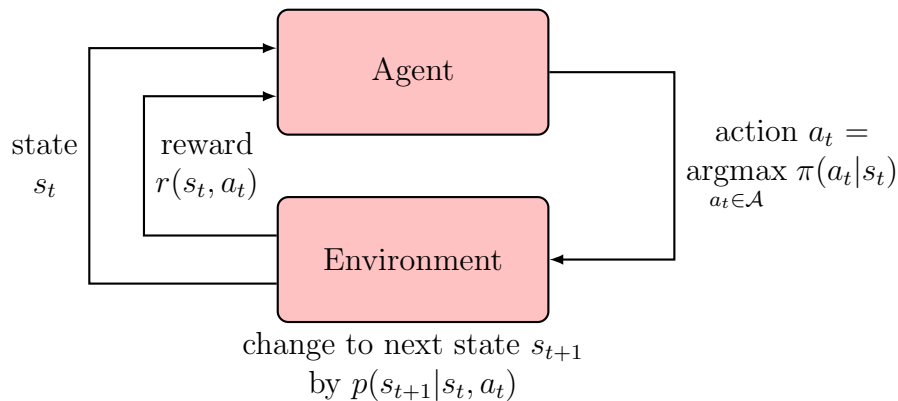 Agent
state
s_t
reward
r(s_t, a_t)
action a_t =
argmax π(a_t|s_t)
a_t∈𝒜
Environment
change to next state s_{t+1}
by p(s_{t+1}|s_t, a_t)